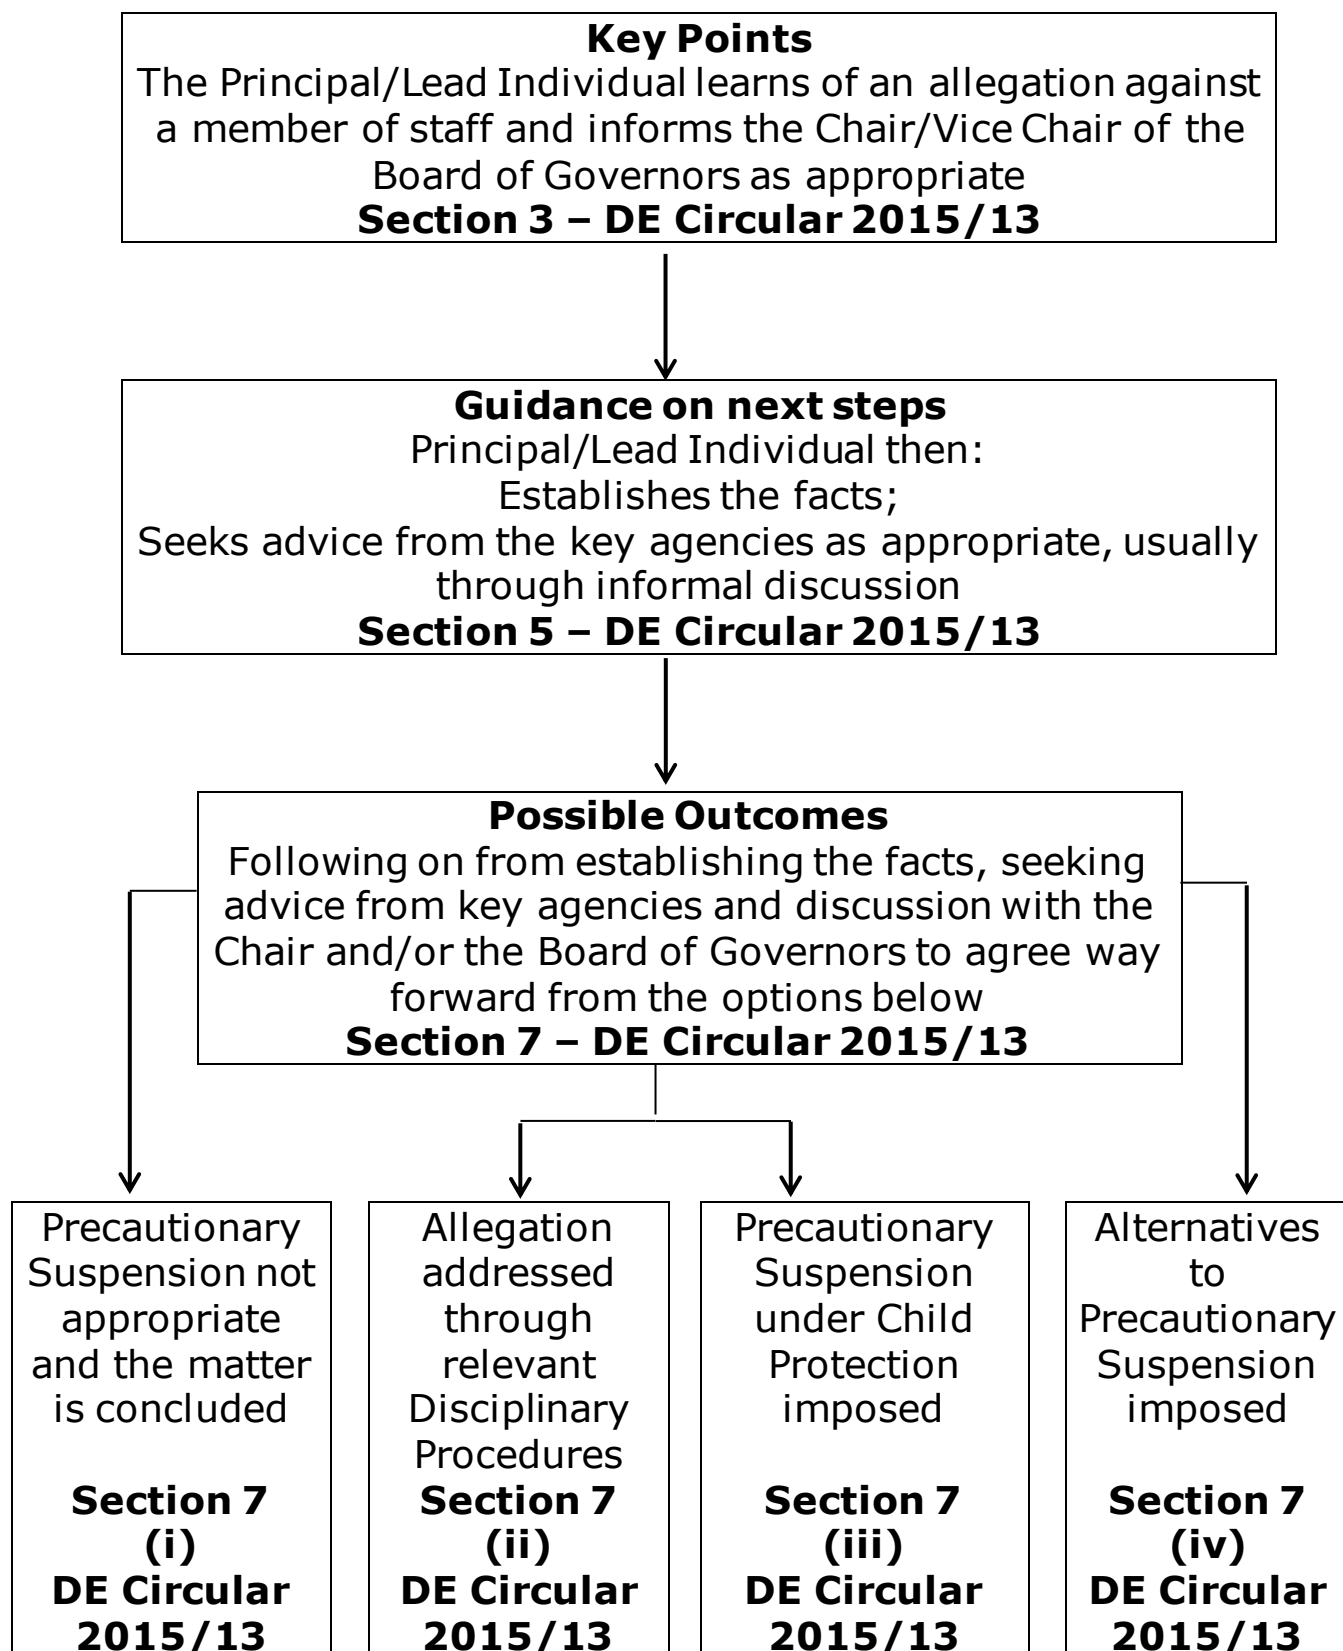 Key Points
The Principal/Lead Individual learns of an allegation against
a member of staff and informs the Chair/Vice Chair of the
Board of Governors as appropriate
Section 3 – DE Circular 2015/13
Guidance on next steps
Principal/Lead Individual then:
Establishes the facts;
Seeks advice from the key agencies as appropriate, usually
through informal discussion
Section 5 – DE Circular 2015/13
Possible Outcomes
Following on from establishing the facts, seeking
advice from key agencies and discussion with the
Chair and/or the Board of Governors to agree way
forward from the options below
Section 7 – DE Circular 2015/13
Precautionary
Suspension not
appropriate
and the matter
is concluded
Section 7
(i)
DE Circular
2015/13
Allegation
addressed
through
relevant
Disciplinary
Procedures
Section 7
(ii)
DE Circular
2015/13
Precautionary
Suspension
under Child
Protection
imposed
Section 7
(iii)
DE Circular
2015/13
Alternatives
to
Precautionary
Suspension
imposed
Section 7
(iv)
DE Circular
2015/13